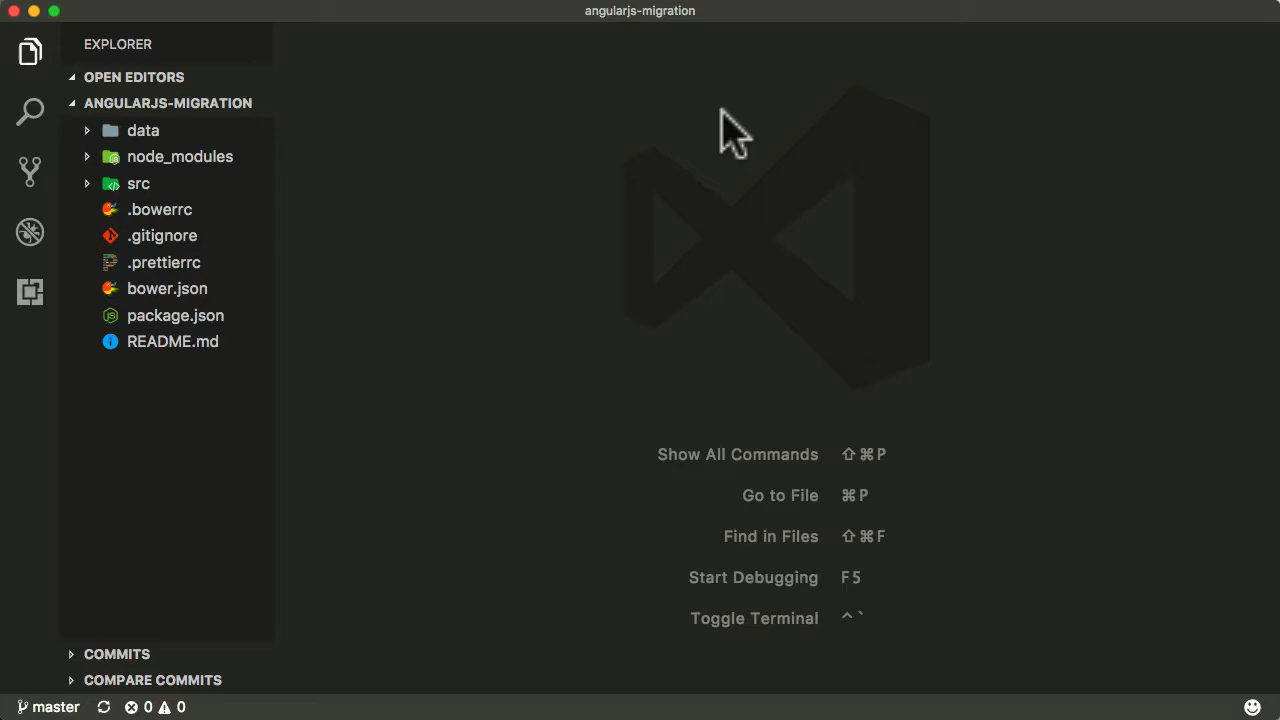 angularjs-migration
EXPLORER
OPEN EDITORS
ANGULARJS-MIGRATION
data
node_modules
src
.bowerrc
.gitignore
.prettierrc
bower.json
package.json
README.md
Show All Commands ⇧⌘P
Go to File ⌘P
Find in Files ⇧⌘F
Start Debugging F5
Toggle Terminal ^`
COMMITS
COMPARE COMMITS
master 0 0